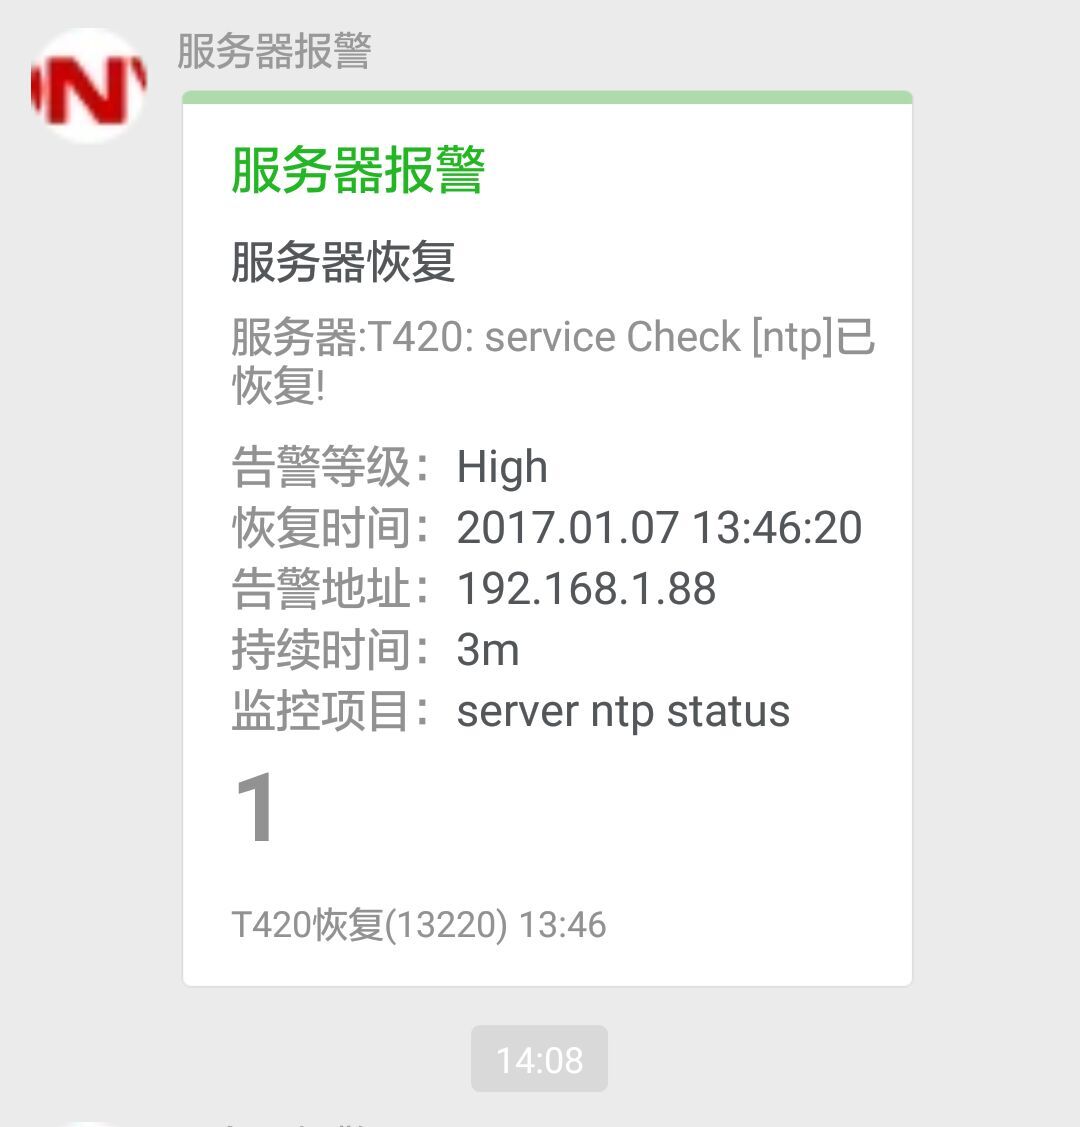 服务器报警
服务器报警
服务器恢复
服务器:T420: service Check [ntp]已
恢复!
告警等级： High
恢复时间： 2017.01.07 13:46:20
告警地址： 192.168.1.88
持续时间： 3m
监控项目： server ntp status
1
T420恢复(13220) 13:46
14:08